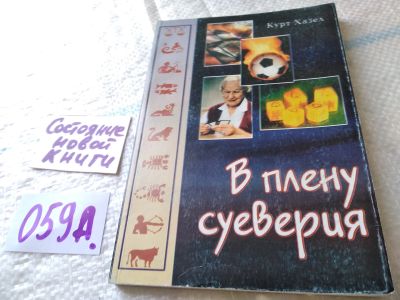 Курт Хазел
В плену
суеверия
Состояние
новой
книги
059д.